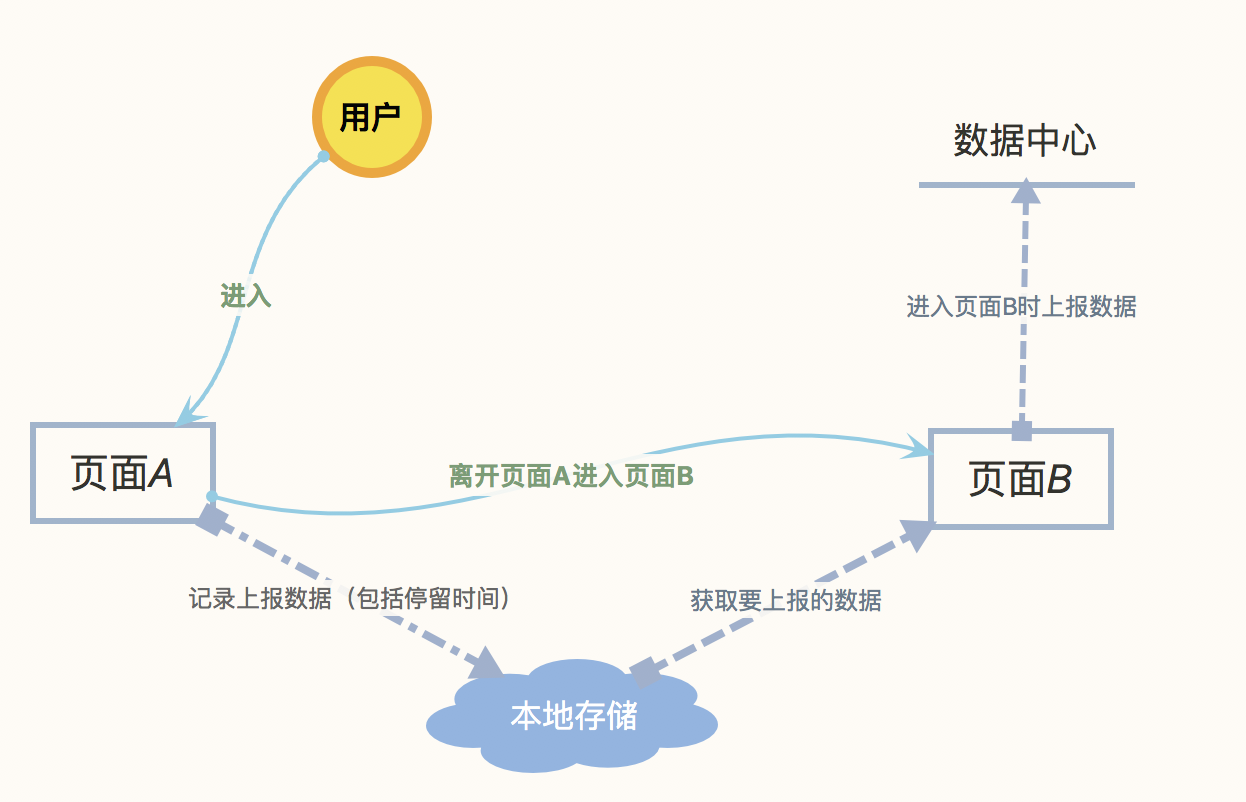 用户
数据中心
进入
进入页面B时上报数据
页面A
离开页面A进入页面B
页面B
记录上报数据（包括停留时间）
获取要上报的数据
本地存储